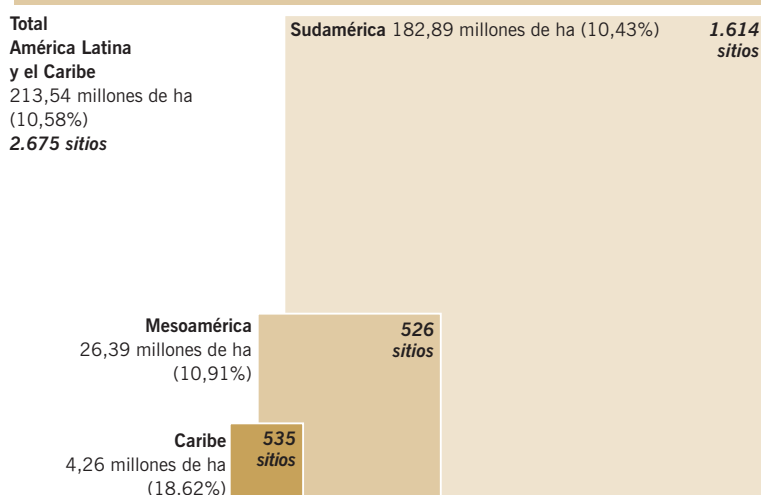 Total
América Latina
y el Caribe
213,54 millones de ha
(10,58%)
2.675 sitios
Sudamérica 182,89 millones de ha (10,43%)
1.614
sitios
Mesoamérica
26,39 millones de ha
(10,91%)
526
sitios
Caribe
4,26 millones de ha
(18,62%)
535
sitios